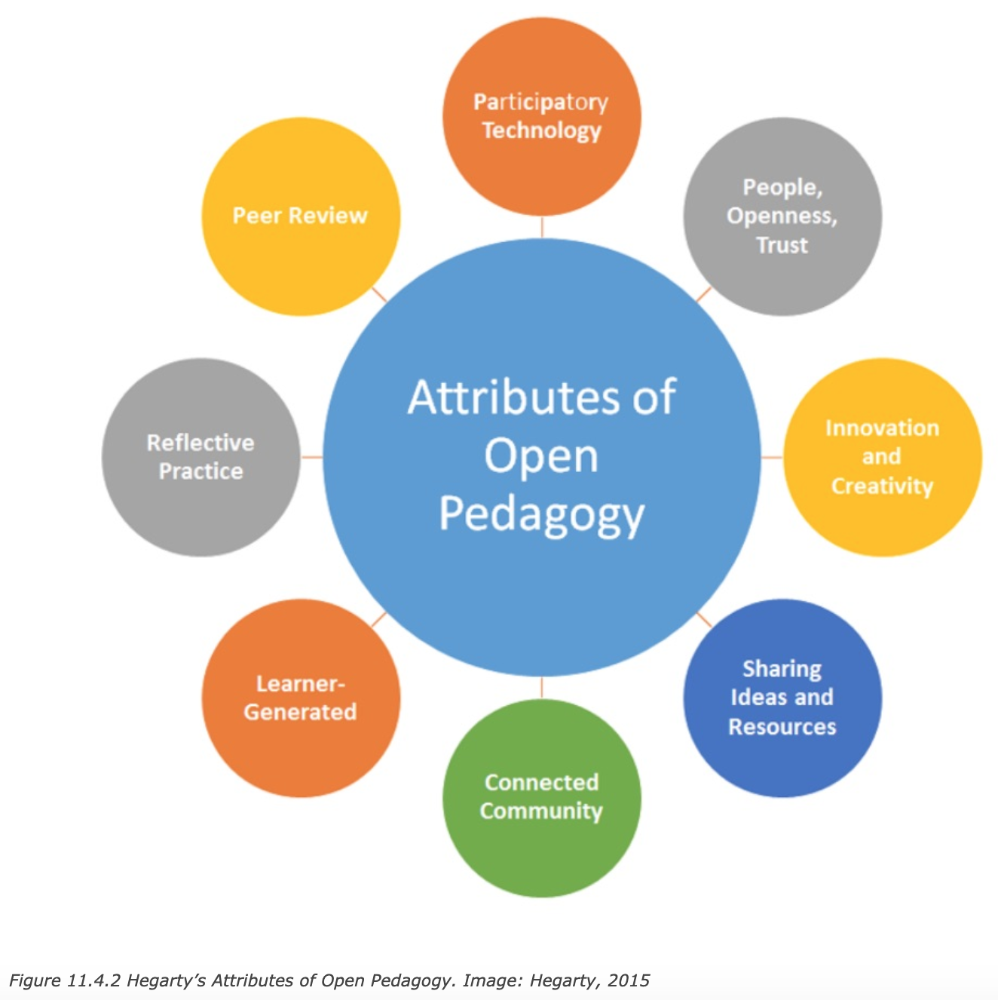 Participatory
Technology
People,
Openness,
Trust
Innovation
and
Creativity
Sharing
Ideas and
Resources
Connected
Community
Learner-
Generated
Reflective
Practice
Peer Review
Attributes of
Open
Pedagogy
Figure 11.4.2 Hegarty’s Attributes of Open Pedagogy. Image: Hegarty, 2015